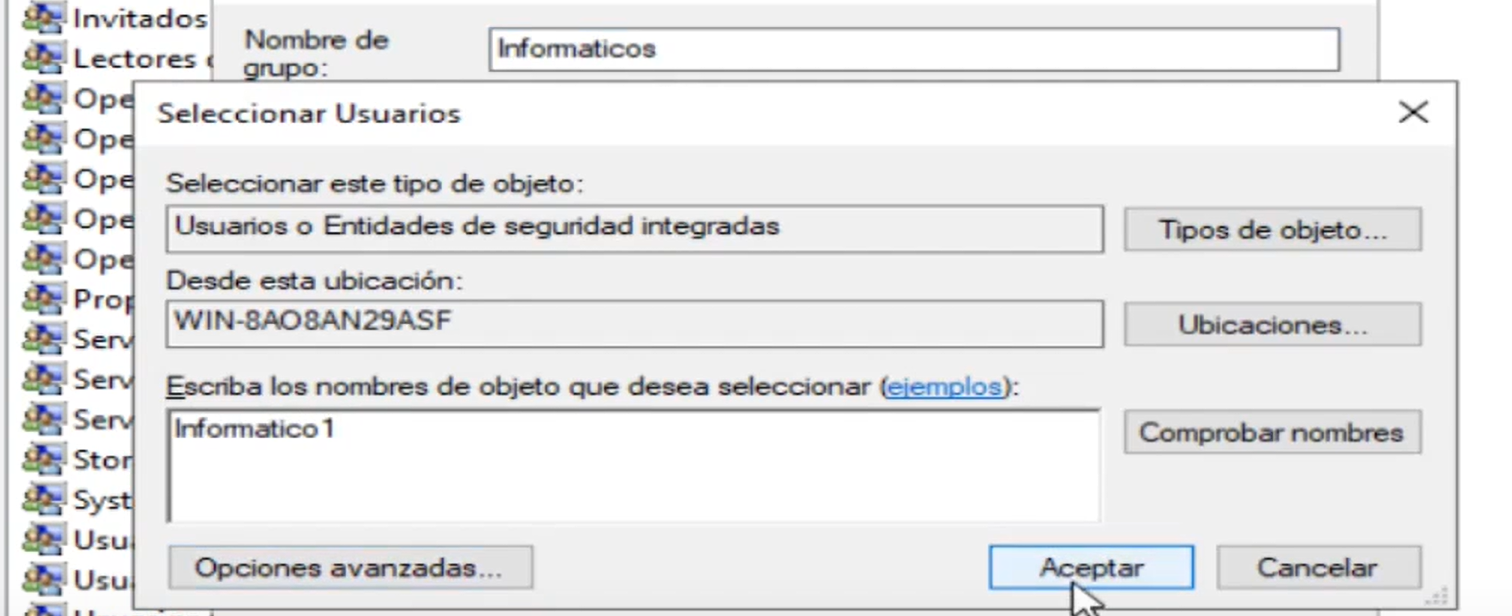 Invitados
Lectores
Nombre de
grupo:
Informaticos
Seleccionar Usuarios
Seleccionar este tipo de objeto:
Usuarios o Entidades de seguridad integradas
Tipos de objeto...
Desde esta ubicación:
WIN-8AO8AN29ASF
Ubicaciones...
Escriba los nombres de objeto que desea seleccionar (ejemplos):
Informatico1
Comprobar nombres
Opciones avanzadas...
Aceptar
Cancelar
Ope
Ope
Ope
Ope
Ope
Prop
Serv
Serv
Serv
Stor
Syst
Usu
Usu